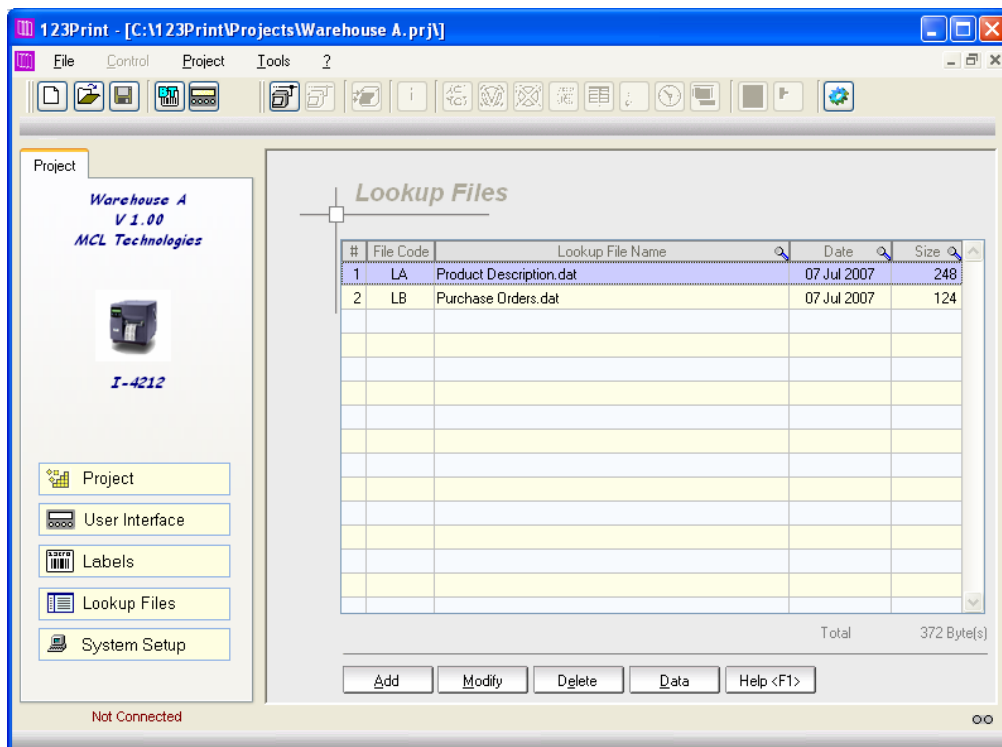 123Print - [C:\123Print\Projects\Warehouse A.prj\]
File Control Project Tools ?
Project
Warehouse A
V 1.00
MCL Technologies
I-4212
Project
User Interface
Labels
Lookup Files
System Setup
Not Connected
Lookup Files
# File Code Lookup File Name Date Size
1 LA Product Description.dat 07 Jul 2007 248
2 LB Purchase Orders.dat 07 Jul 2007 124
Total 372 Byte(s)
Add Modify Delete Data Help <F1>